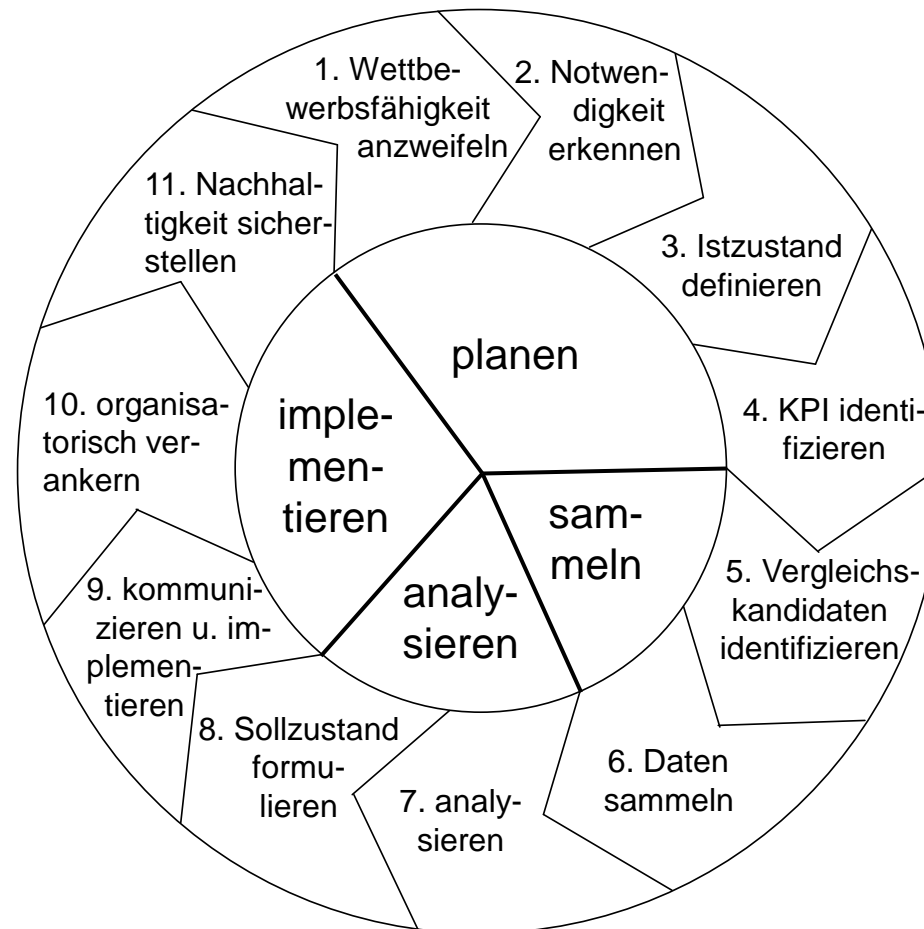 1. Wettbe-
werbsfähigkeit
anzweifeln
2. Notwen-
digkeit
erkennen
3. Istzustand
definieren
4. KPI identi-
fizieren
5. Vergleichs-
kandidaten
identifizieren
6. Daten
sammeln
7. analy-
sieren
8. Sollzustand
formu-
lieren
9. kommuni-
zieren u. im-
plemen-
tieren
10. organisa-
torisch ver-
ankern
11. Nachhal-
tigkeit sicher-
stellen
planen
sam-
meln
analy-
sieren
imple-
men-
tieren